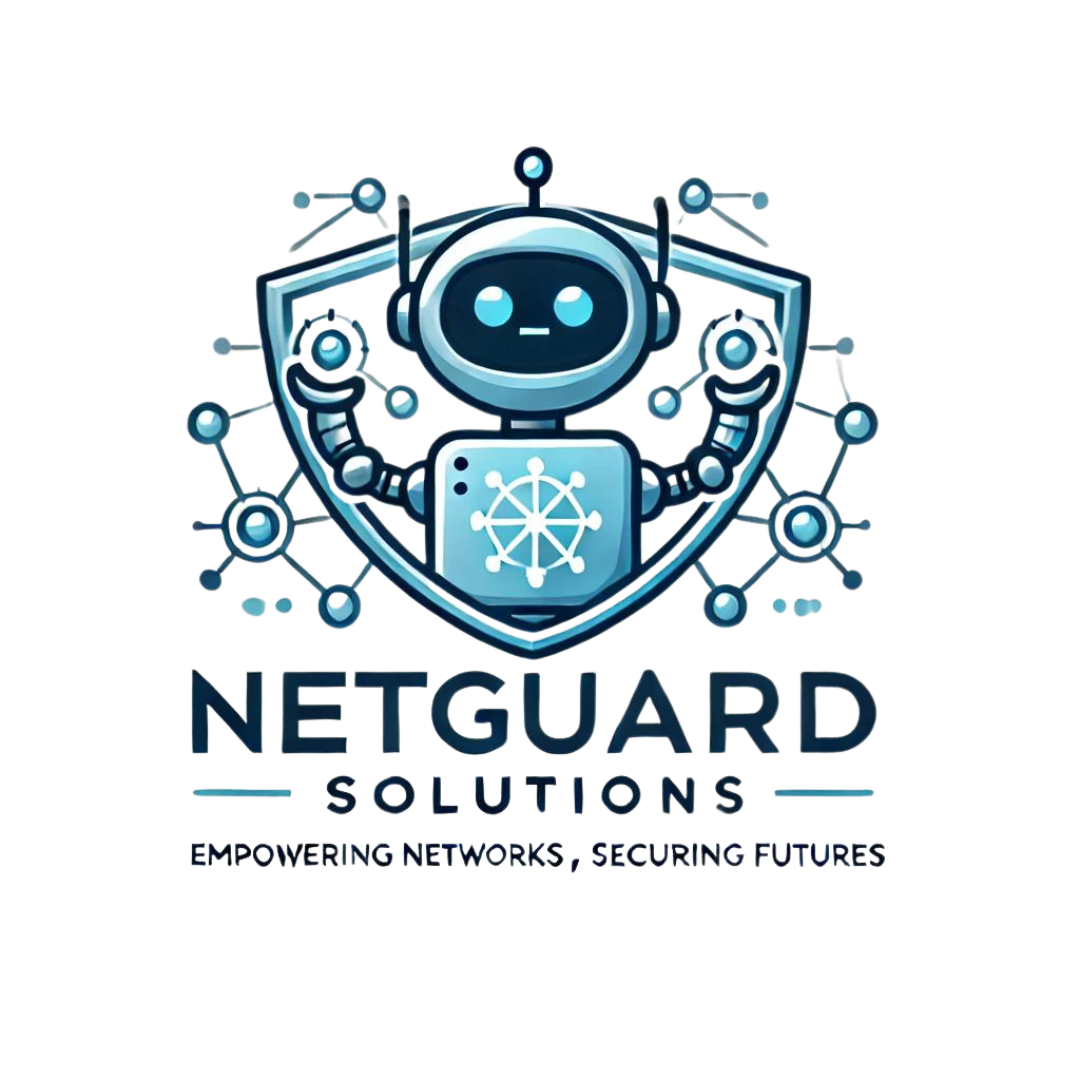 NETGUARD
SOLUTIONS
EMPOWERING NETWORKS , SECURING FUTURES